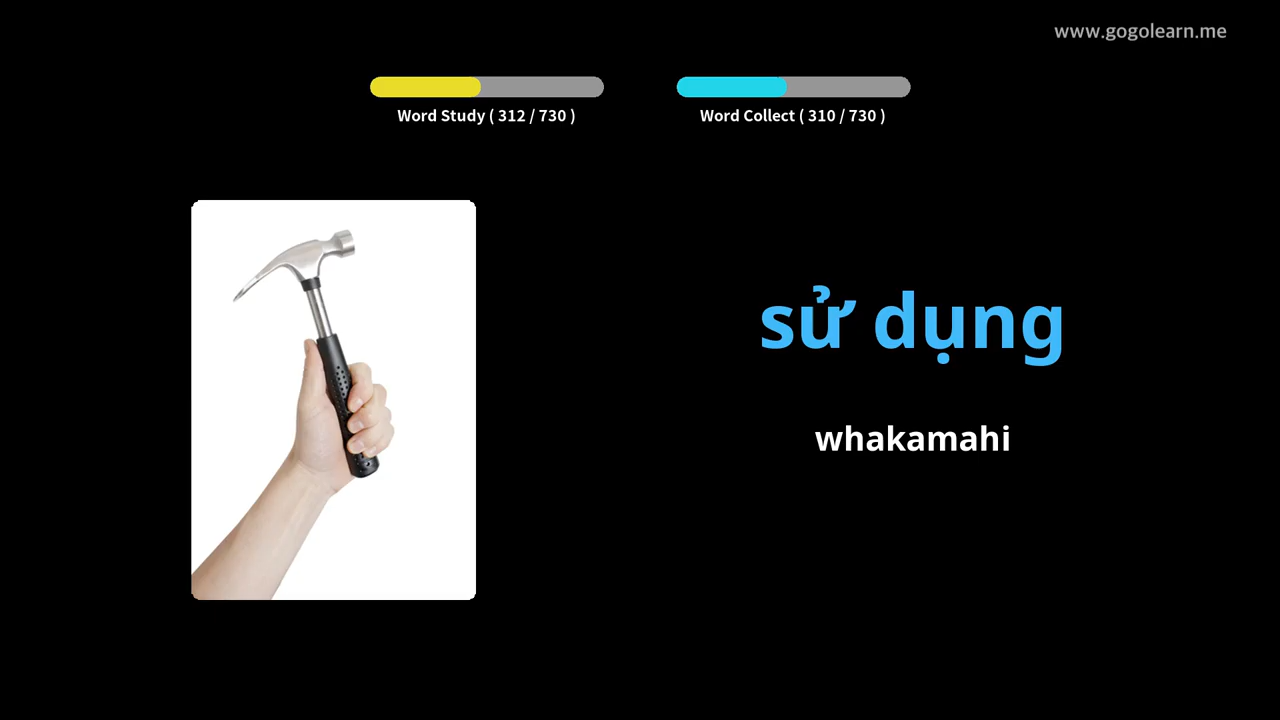 www.gogolearn.me
Word Study ( 312 / 730 )
Word Collect ( 310 / 730 )
sử dụng
whakamahi